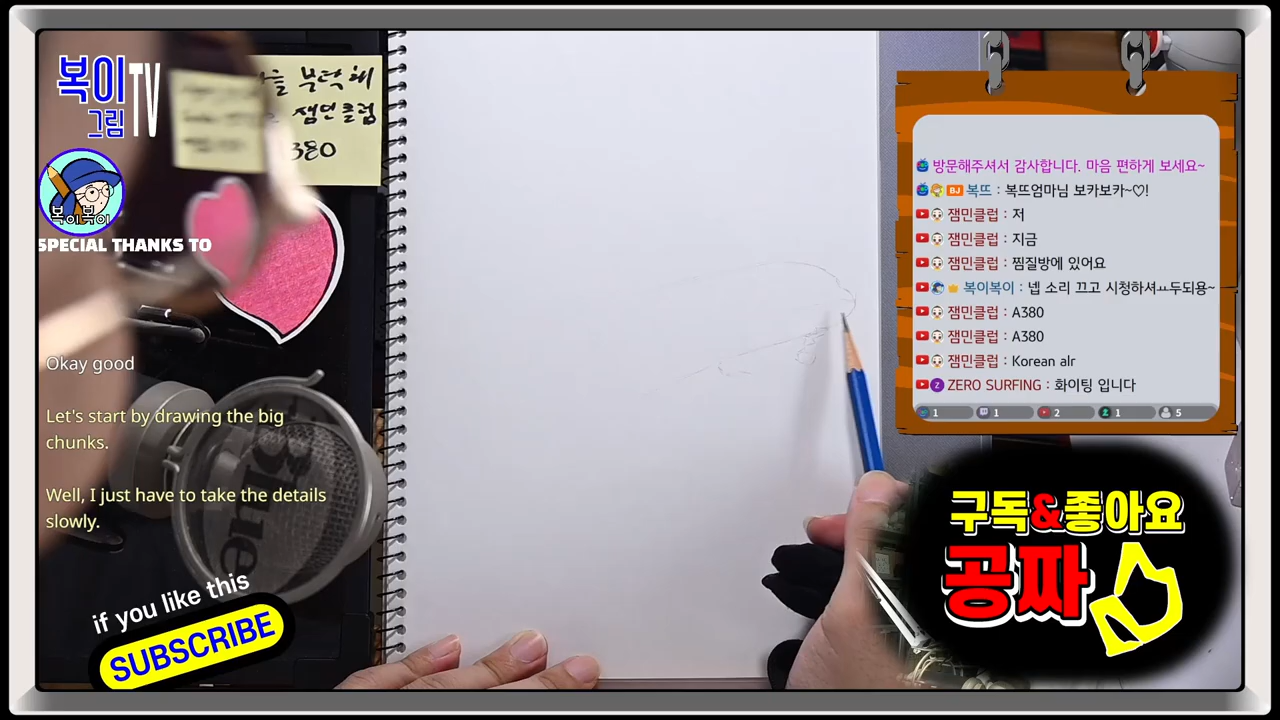 복이
그림
TV
부탁해
잼민클럽
380
복이복이
SPECIAL THANKS TO
Okay good
Let's start by drawing the big
chunks.
Well, I just have to take the details
slowly.
Blue
if you like this
SUBSCRIBE
방문해주셔서 감사합니다. 마음 편하게 보세요~
BJ 복뜨 : 복뜨엄마님 보카보카~♡!
잼민클럽 : 저
잼민클럽 : 지금
잼민클럽 : 찜질방에 있어요
복이복이 : 넵 소리 끄고 시청하셔ㅛ두되용~
잼민클럽 : A380
잼민클럽 : A380
잼민클럽 : Korean aIr
Z ZERO SURFING : 화이팅 입니다
1 1 2 1 5
구독&좋아요
공짜